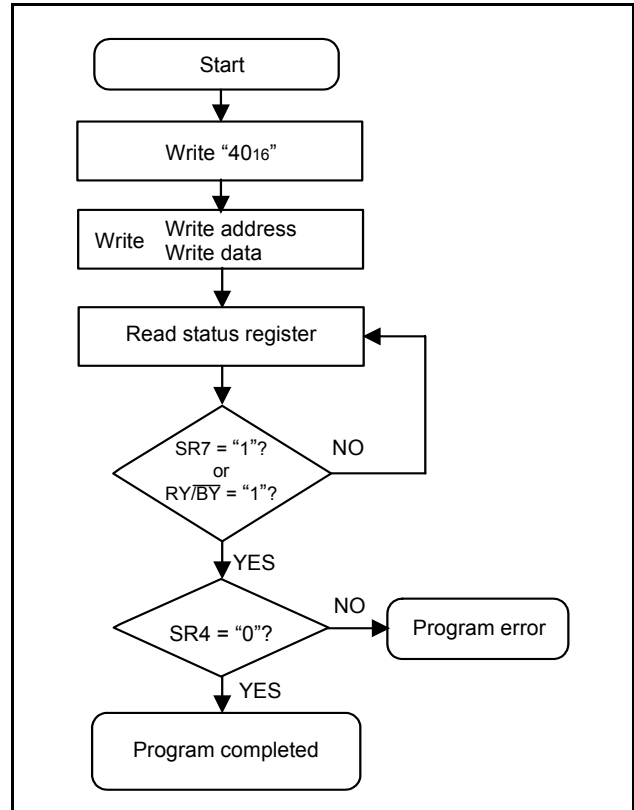 Start
Write “40₁₆”
Write Write address
Write data
Read status register
SR7 = “1”?
or
RY/B̅Y̅ = “1”?
NO
YES
SR4 = “0”?
NO
Program error
YES
Program completed